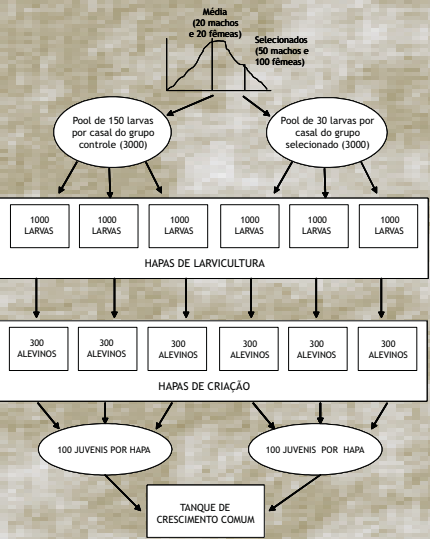 Média
(20 machos
e 20 fêmeas)
Selecionados
(50 machos e
100 fêmeas)
Pool de 150 larvas
por casal do grupo
controle (3000)
Pool de 30 larvas por
casal do grupo
selecionado (3000)
1000
LARVAS
1000
LARVAS
1000
LARVAS
1000
LARVAS
1000
LARVAS
1000
LARVAS
HAPAS DE LARVICULTURA
300
ALEVINOS
300
ALEVINOS
300
ALEVINOS
300
ALEVINOS
300
ALEVINOS
300
ALEVINOS
HAPAS DE CRIAÇÃO
100 JUVENIS POR HAPA
100 JUVENIS POR HAPA
TANQUE DE
CRESCIMENTO COMUM